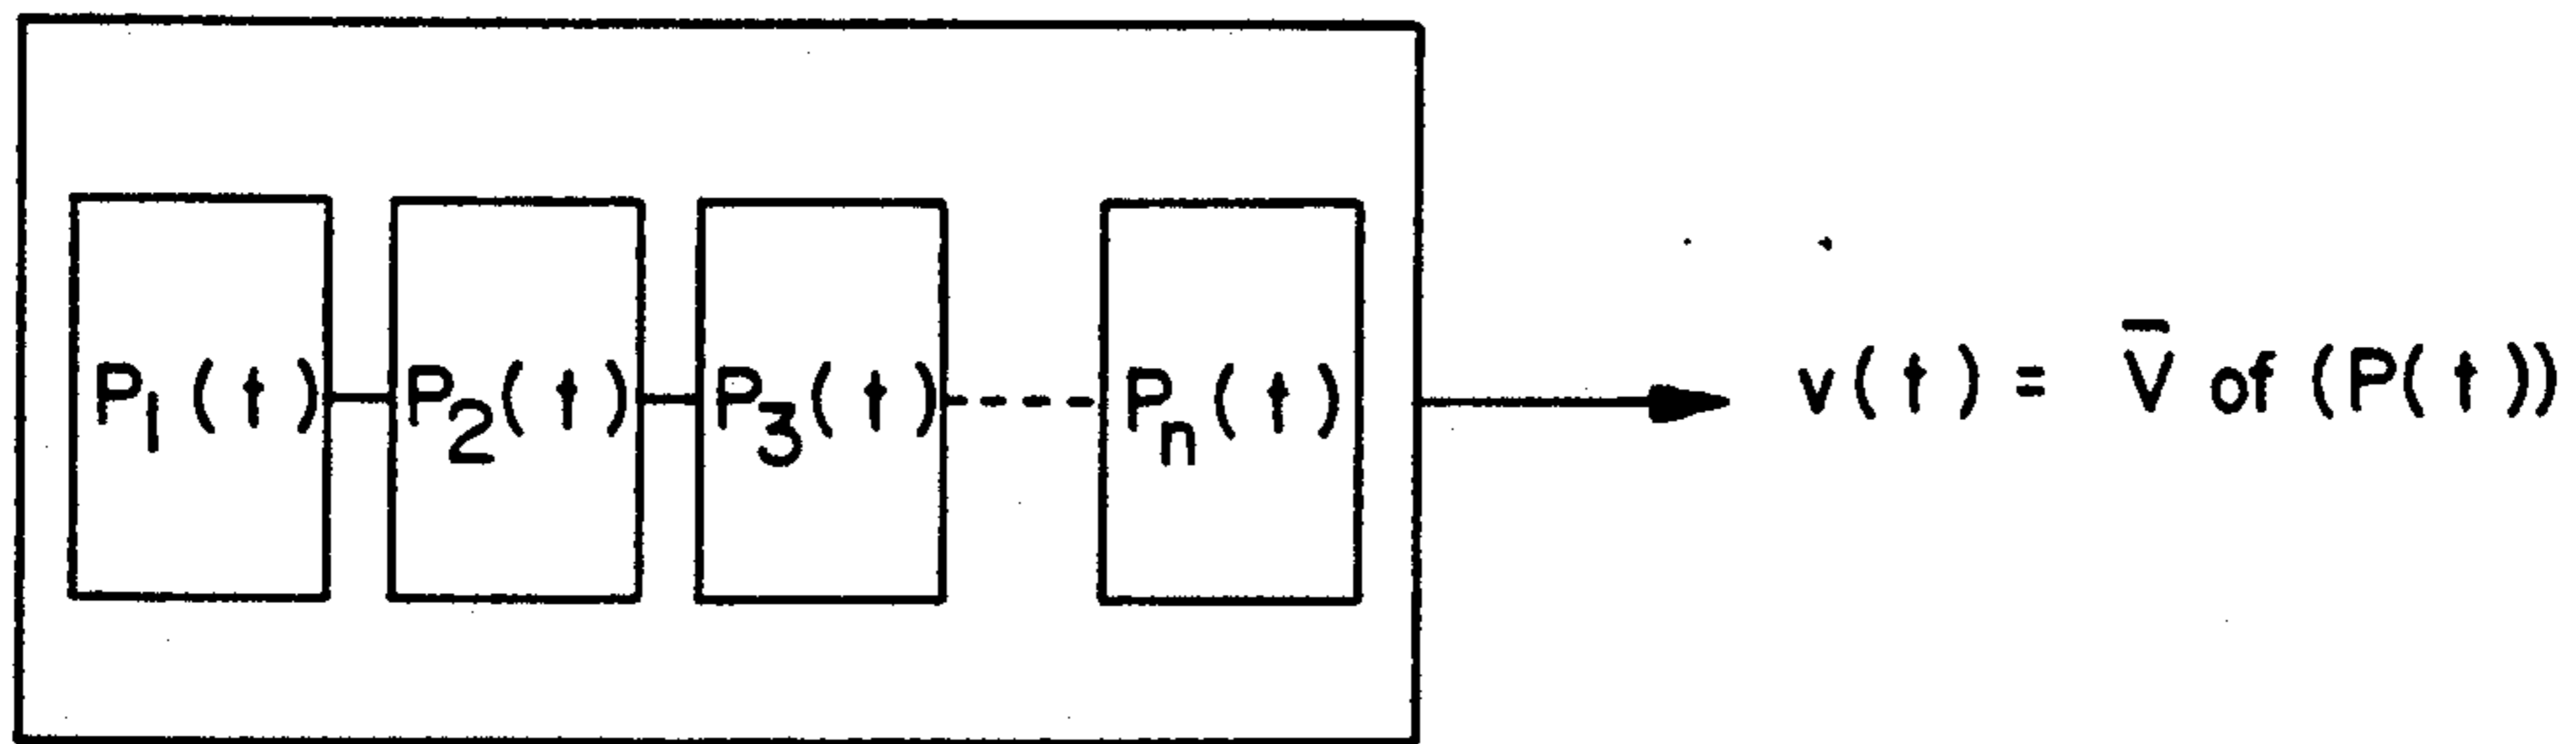 P₁(t) P₂(t) P₃(t) Pₙ(t) v(t) = V̅ of (P(t))